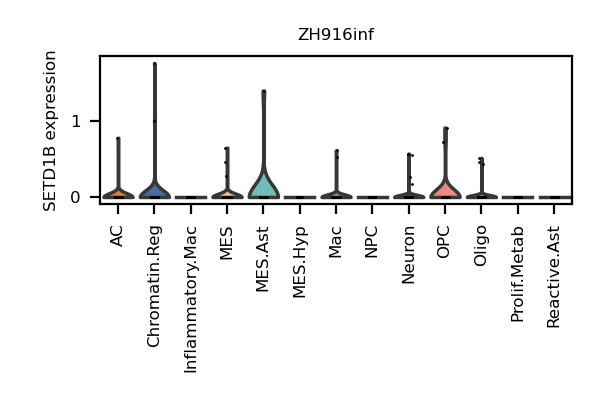 ZH916inf
SETD1B expression
1
0
AC
Chromatin.Reg
Inflammatory.Mac
MES
MES.Ast
MES.Hyp
Mac
NPC
Neuron
OPC
Oligo
Prolif.Metab
Reactive.Ast